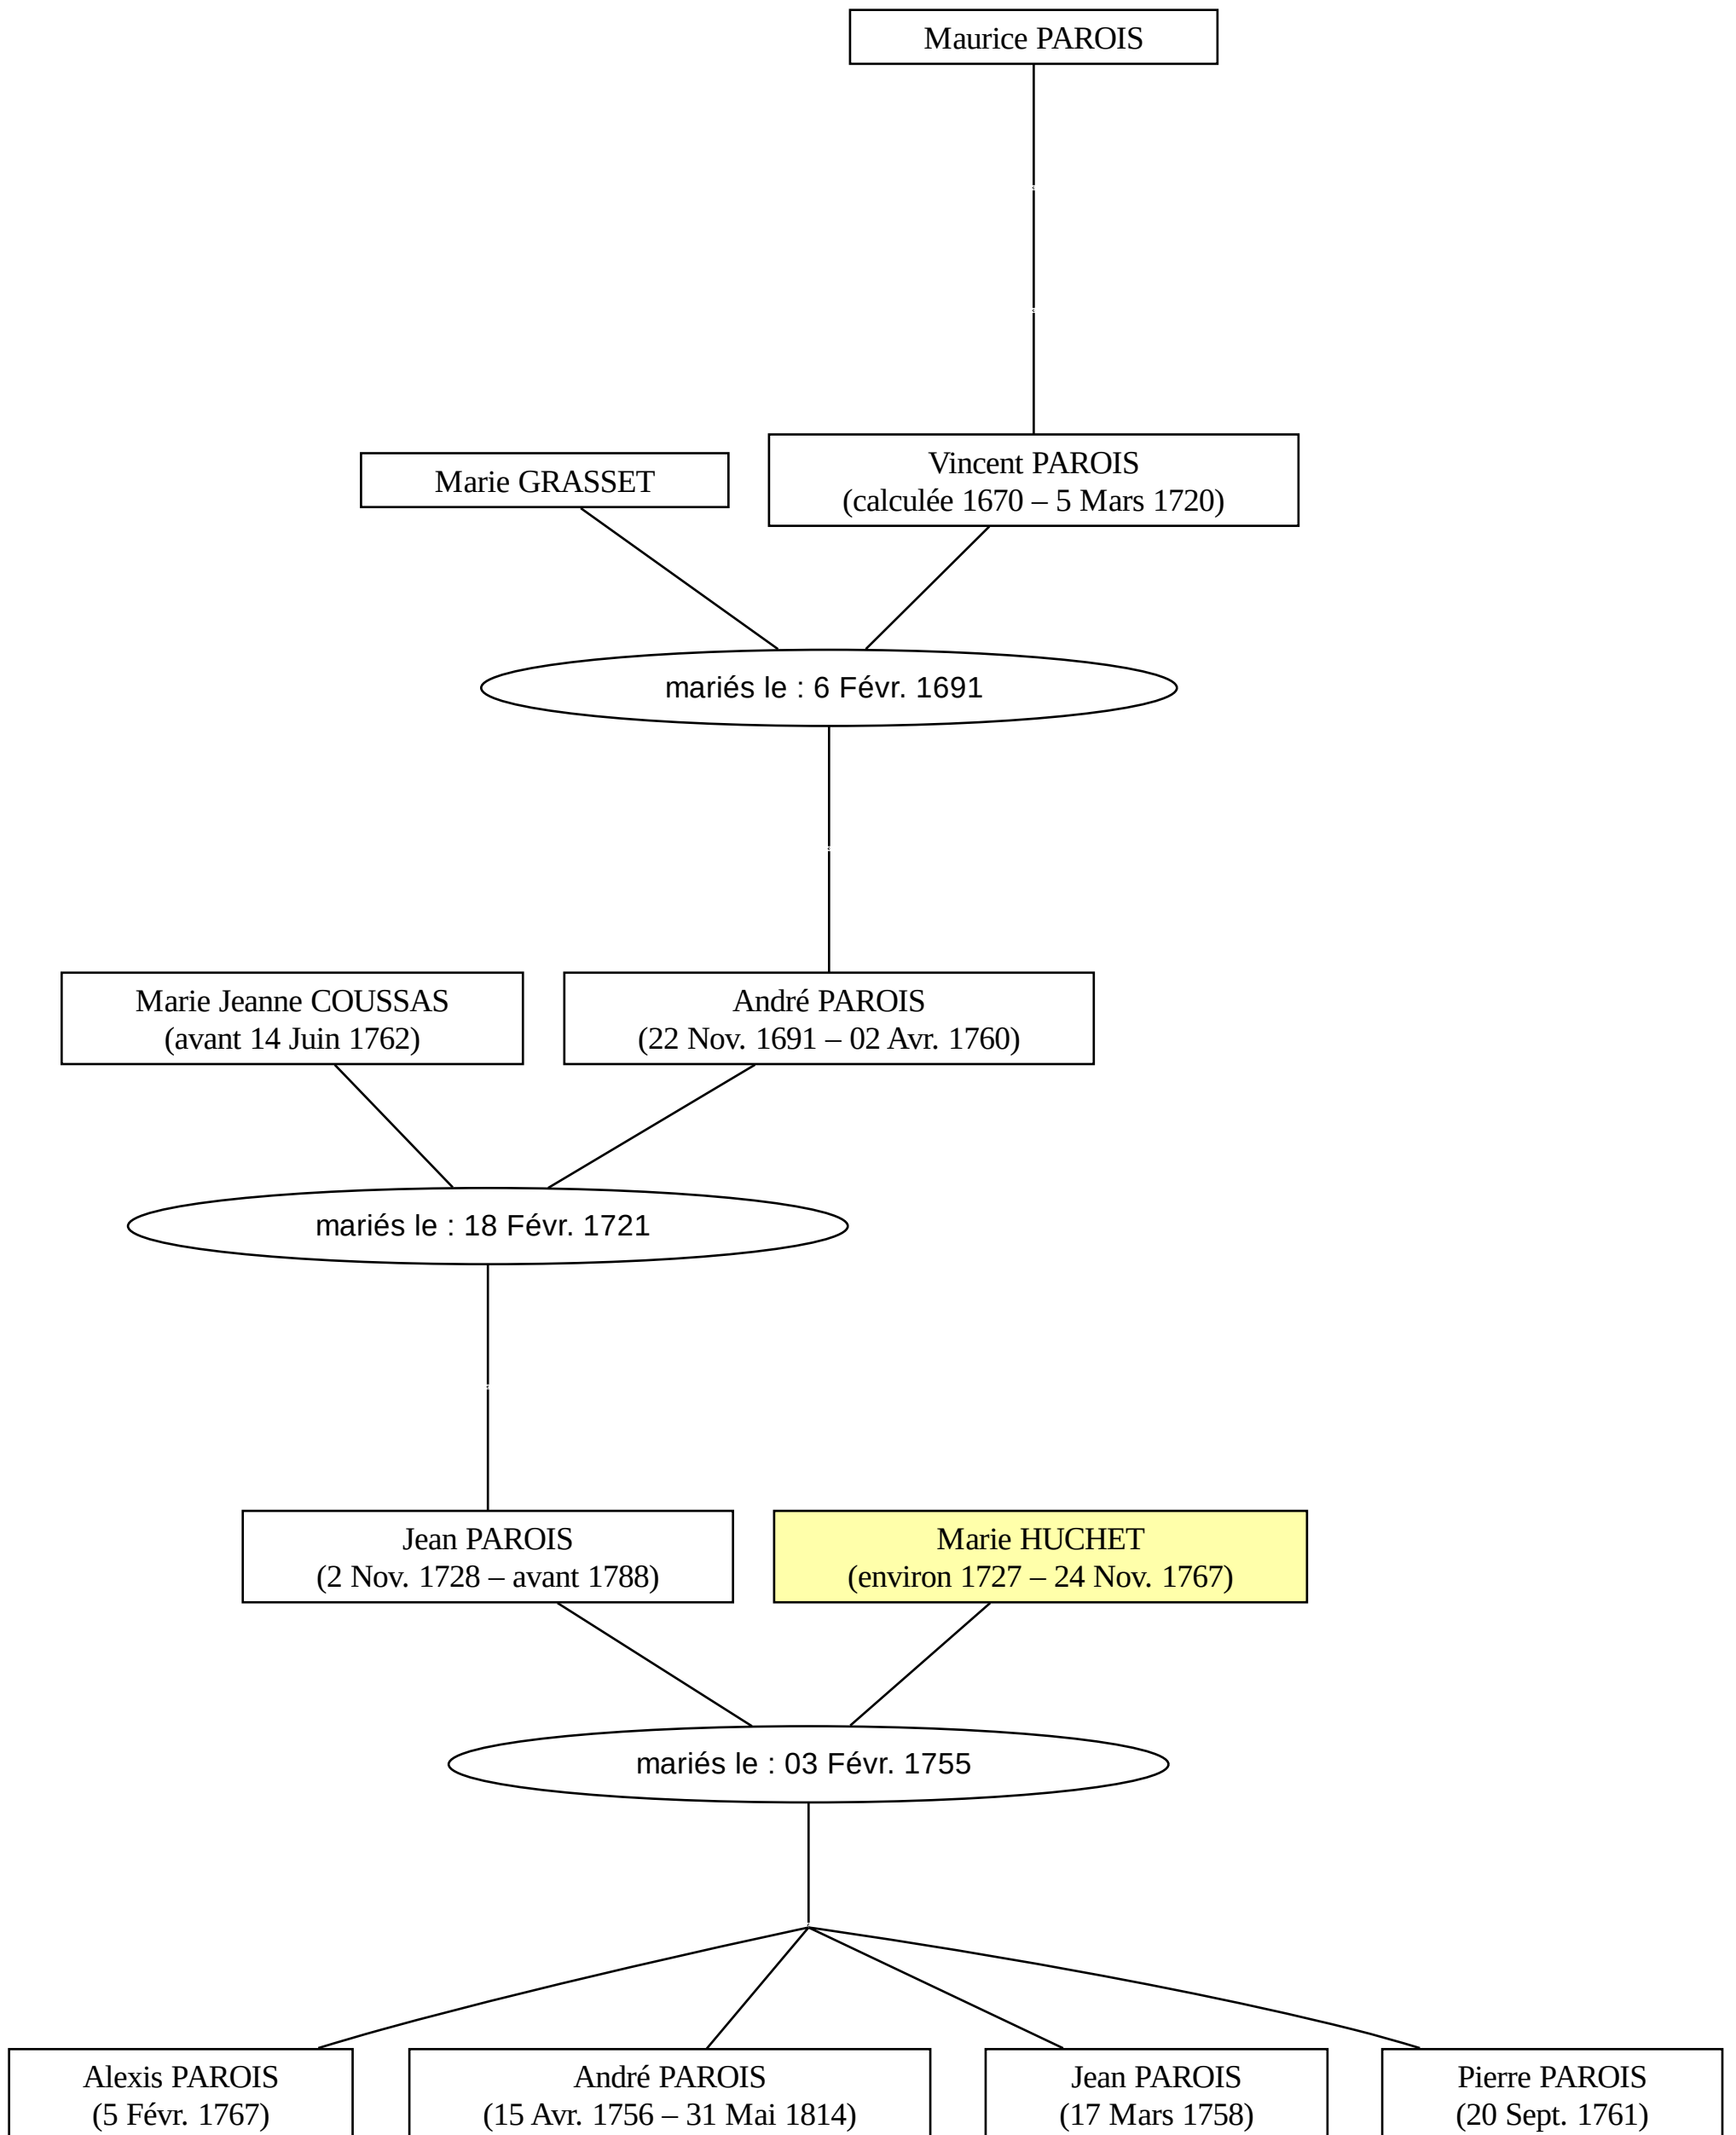 Maurice PAROIS
Marie GRASSET
Vincent PAROIS
(calculée 1670 – 5 Mars 1720)
mariés le : 6 Févr. 1691
Marie Jeanne COUSSAS
(avant 14 Juin 1762)
André PAROIS
(22 Nov. 1691 – 02 Avr. 1760)
mariés le : 18 Févr. 1721
Jean PAROIS
(2 Nov. 1728 – avant 1788)
Marie HUCHET
(environ 1727 – 24 Nov. 1767)
mariés le : 03 Févr. 1755
Alexis PAROIS
(5 Févr. 1767)
André PAROIS
(15 Avr. 1756 – 31 Mai 1814)
Jean PAROIS
(17 Mars 1758)
Pierre PAROIS
(20 Sept. 1761)